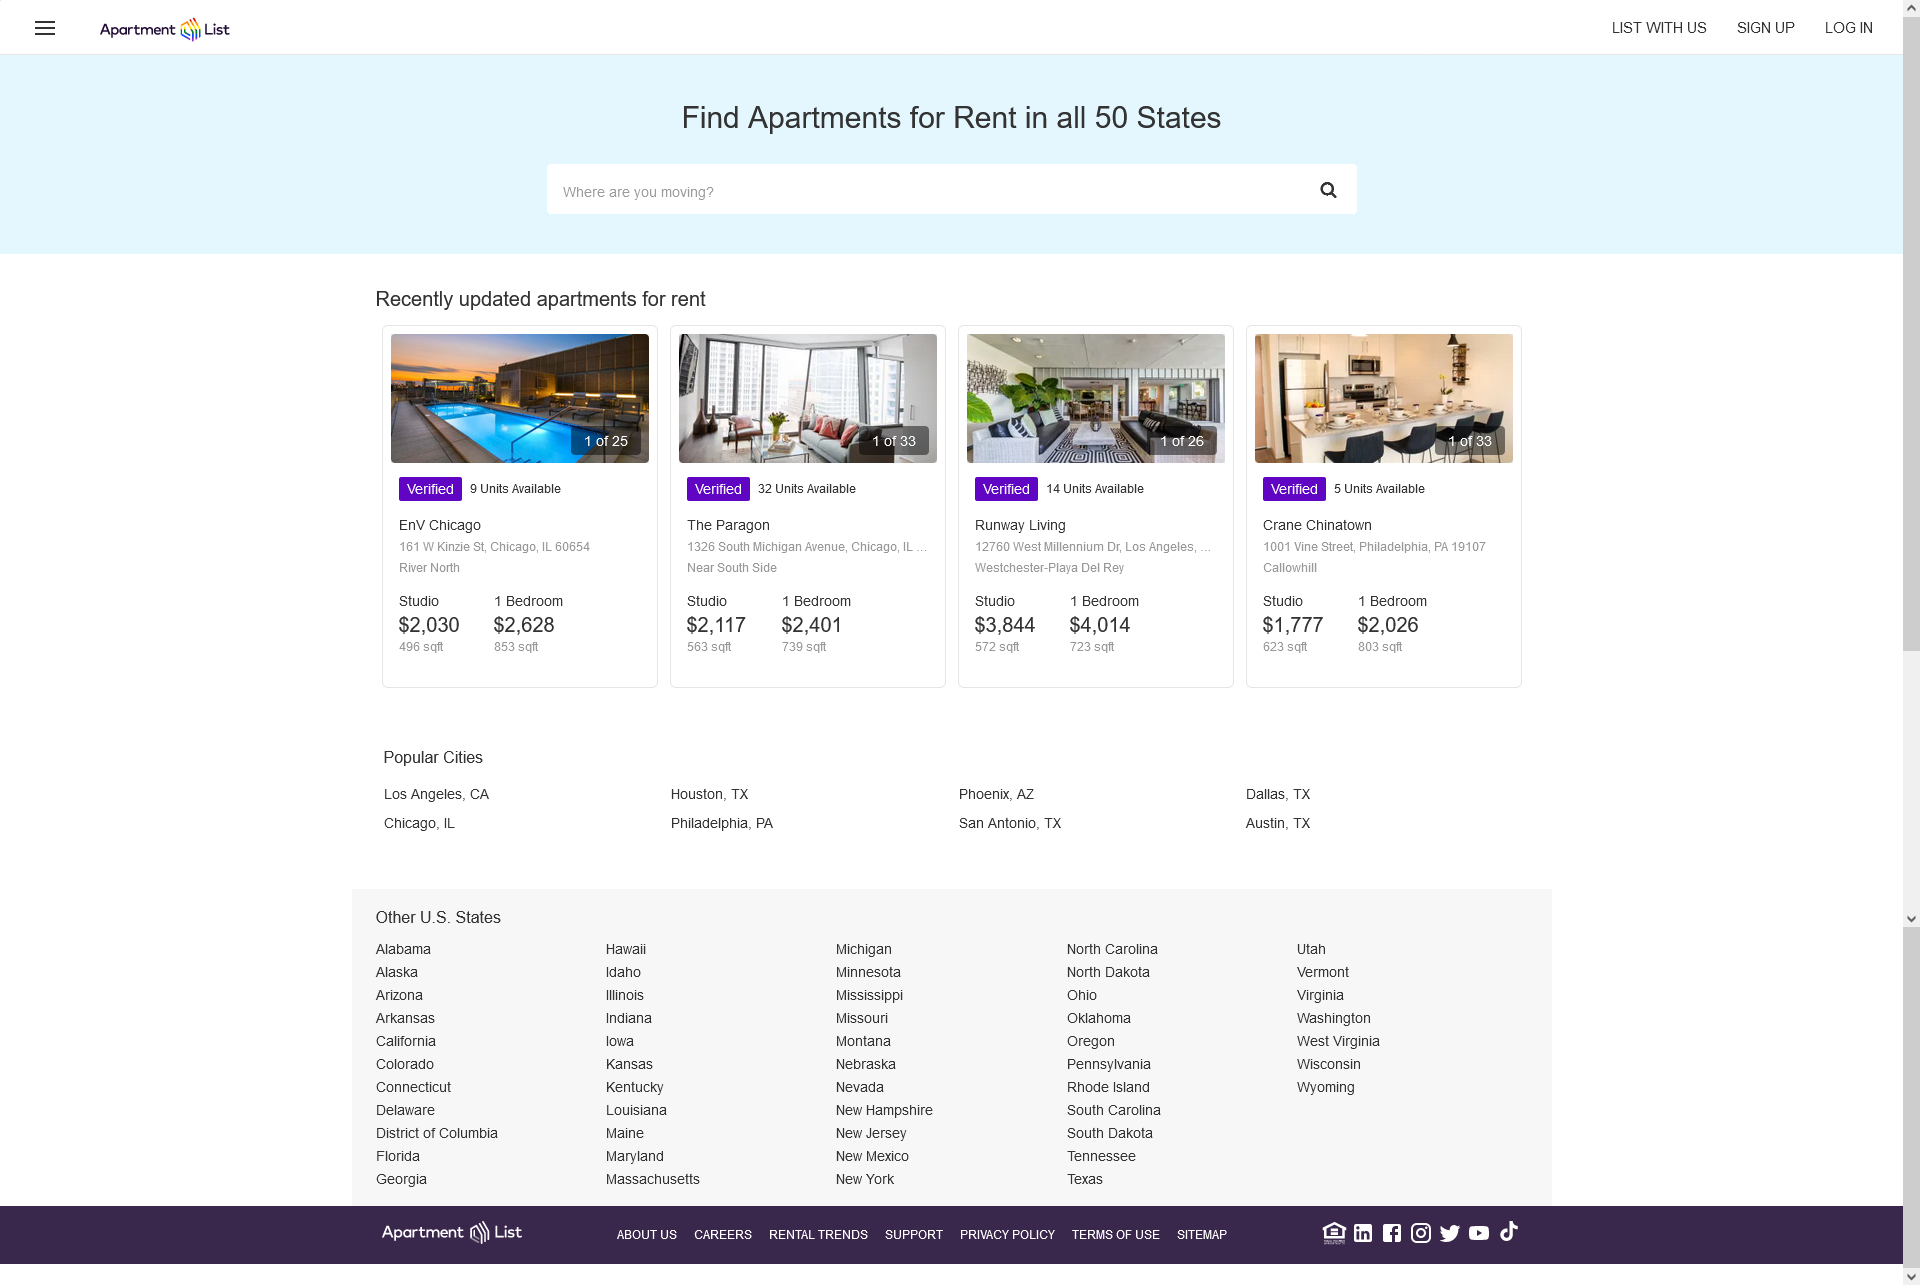 Apartment List
LIST WITH US
SIGN UP
LOG IN
Find Apartments for Rent in all 50 States
Where are you moving?
Recently updated apartments for rent
1 of 25
Verified
9 Units Available
EnV Chicago
161 W Kinzie St, Chicago, IL 60654
River North
Studio
1 Bedroom
$2,030
$2,628
496 sqft
853 sqft
1 of 33
Verified
32 Units Available
The Paragon
1326 South Michigan Avenue, Chicago, IL ...
Near South Side
Studio
1 Bedroom
$2,117
$2,401
563 sqft
739 sqft
1 of 26
Verified
14 Units Available
Runway Living
12760 West Millennium Dr, Los Angeles, ...
Westchester-Playa Del Rey
Studio
1 Bedroom
$3,844
$4,014
572 sqft
723 sqft
1 of 33
Verified
5 Units Available
Crane Chinatown
1001 Vine Street, Philadelphia, PA 19107
Callowhill
Studio
1 Bedroom
$1,777
$2,026
623 sqft
803 sqft
Popular Cities
Los Angeles, CA
Houston, TX
Phoenix, AZ
Dallas, TX
Chicago, IL
Philadelphia, PA
San Antonio, TX
Austin, TX
Other U.S. States
Alabama
Alaska
Arizona
Arkansas
California
Colorado
Connecticut
Delaware
District of Columbia
Florida
Georgia
Hawaii
Idaho
Illinois
Indiana
Iowa
Kansas
Kentucky
Louisiana
Maine
Maryland
Massachusetts
Michigan
Minnesota
Mississippi
Missouri
Montana
Nebraska
Nevada
New Hampshire
New Jersey
New Mexico
New York
North Carolina
North Dakota
Ohio
Oklahoma
Oregon
Pennsylvania
Rhode Island
South Carolina
South Dakota
Tennessee
Texas
Utah
Vermont
Virginia
Washington
West Virginia
Wisconsin
Wyoming
Apartment List
ABOUT US
CAREERS
RENTAL TRENDS
SUPPORT
PRIVACY POLICY
TERMS OF USE
SITEMAP